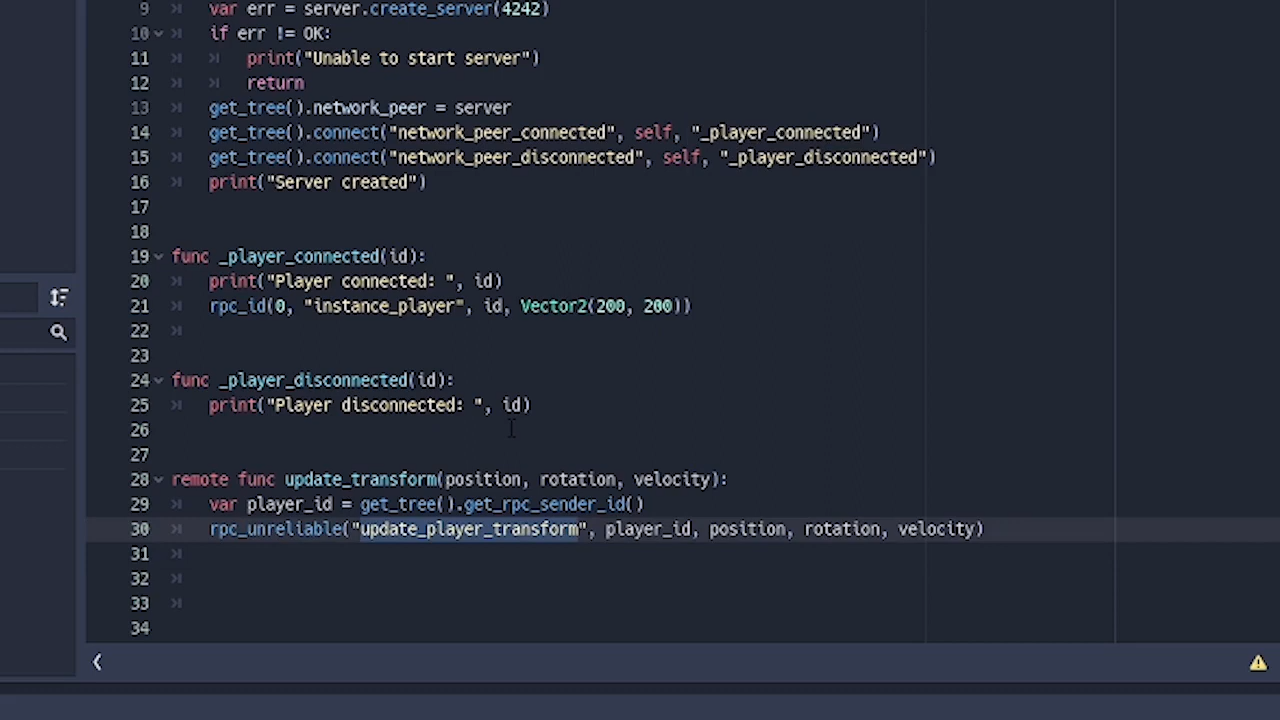 9 var err = server.create_server(4242)
10 if err != OK:
11 print("Unable to start server")
12 return
13 get_tree().network_peer = server
14 get_tree().connect("network_peer_connected", self, "_player_connected")
15 get_tree().connect("network_peer_disconnected", self, "_player_disconnected")
16 print("Server created")
17
18
19 func _player_connected(id):
20 print("Player connected: ", id)
21 rpc_id(0, "instance_player", id, Vector2(200, 200))
22
23
24 func _player_disconnected(id):
25 print("Player disconnected: ", id)
26
27
28 remote func update_transform(position, rotation, velocity):
29 var player_id = get_tree().get_rpc_sender_id()
30 rpc_unreliable("update_player_transform", player_id, position, rotation, velocity)
31
32
33
34